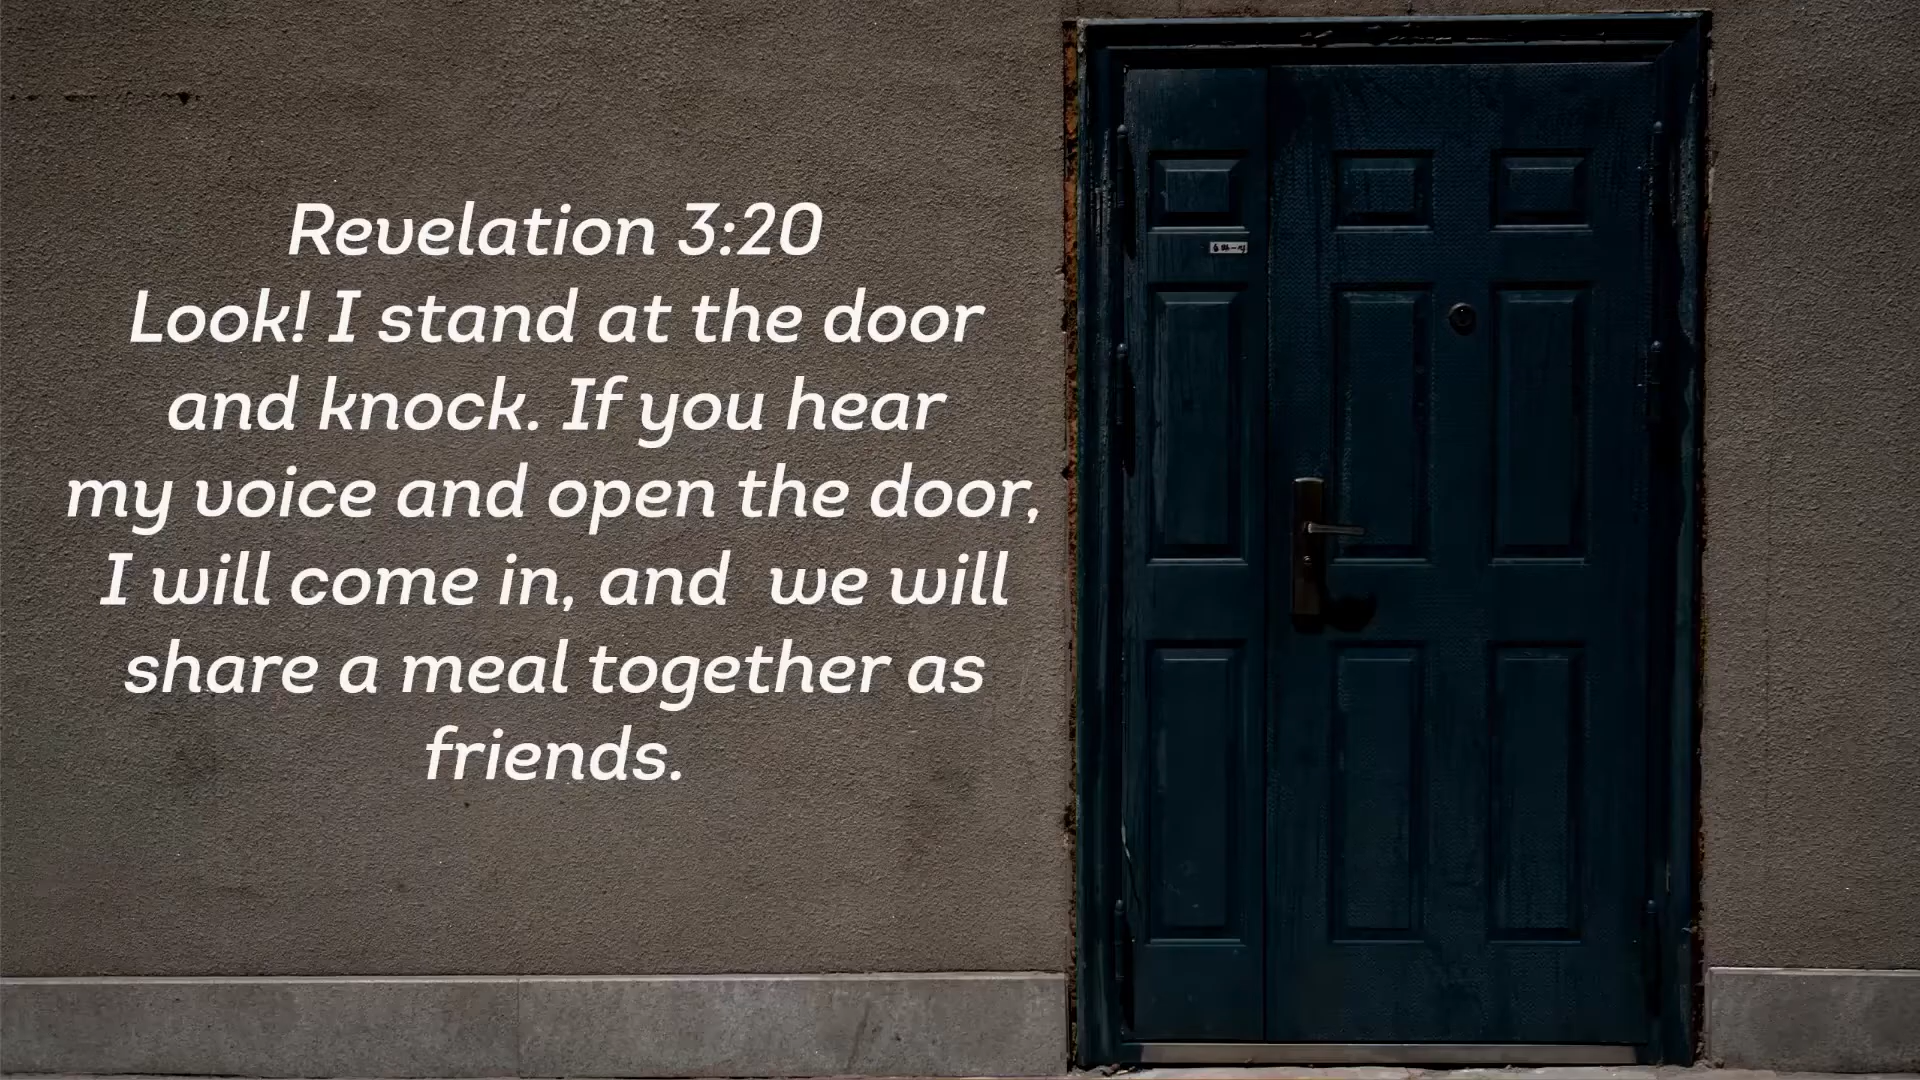 Revelation 3:20
Look! I stand at the door
and knock. If you hear
my voice and open the door,
I will come in, and  we will
share a meal together as
friends.